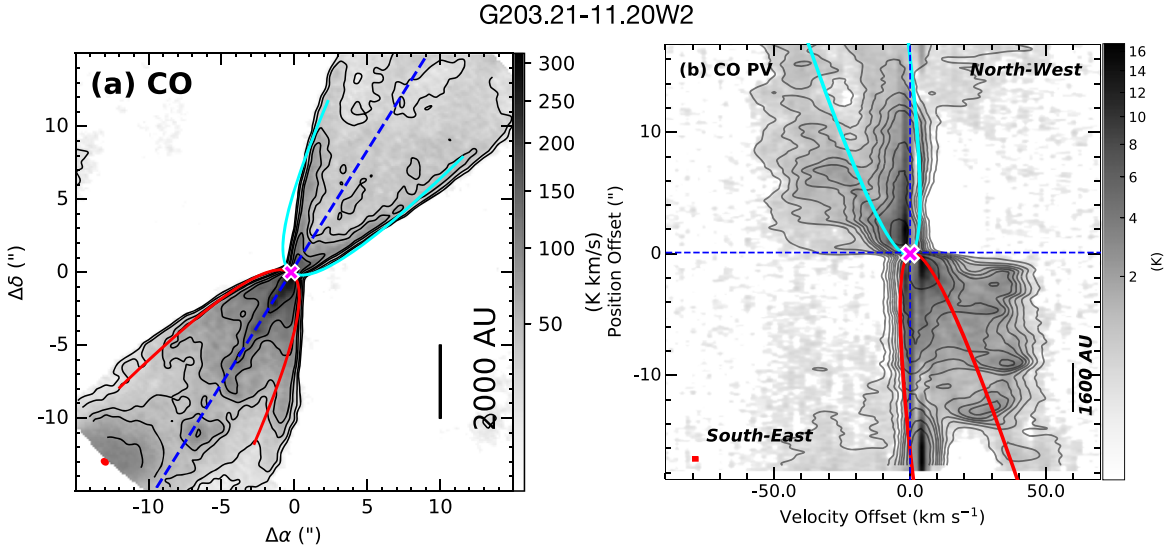 G203.21-11.20W2
(a) CO
10
5
0
-5
-10
Δδ (")
-10
-5
0
5
10
Δα (")
2000 AU
300
250
200
150
100
50
(K km/s)
(b) CO PV
North-West
South-East
10
0
-10
Position Offset (")
-50.0
0.0
50.0
Velocity Offset (km s⁻¹)
1600 AU
16
14
12
10
8
6
4
2
(K)